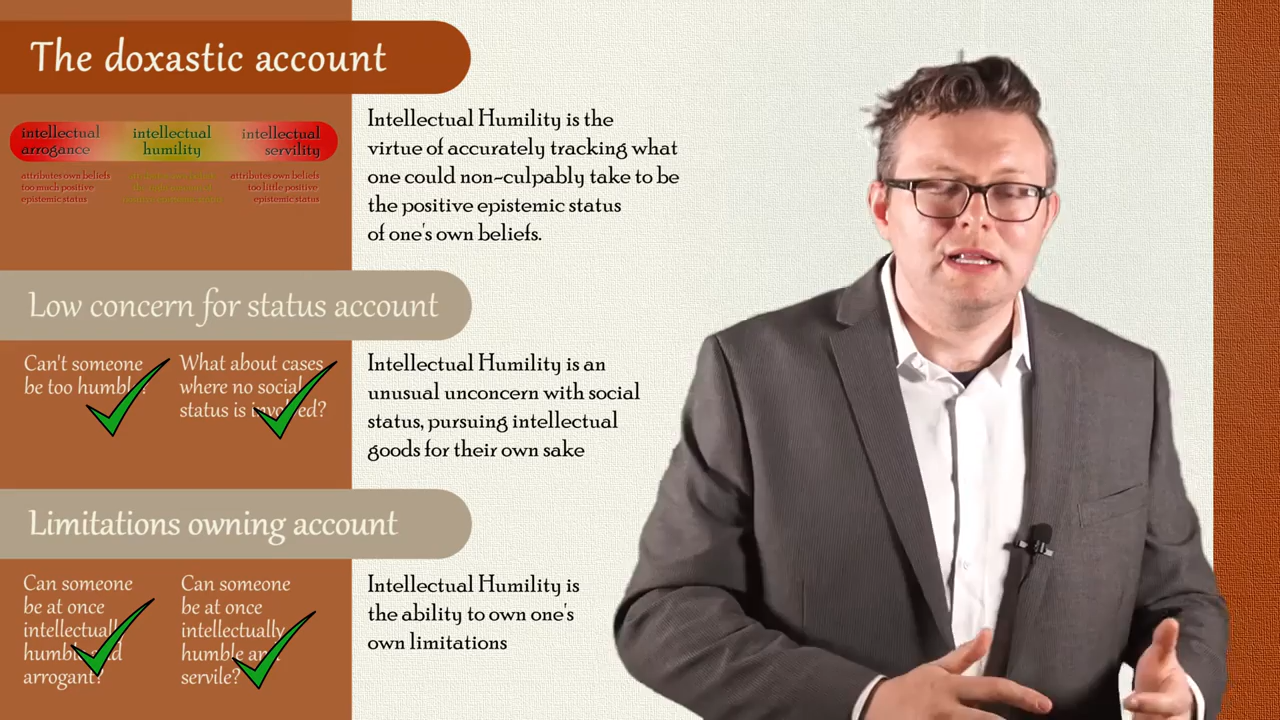 The doxastic account
intellectual arrogance
intellectual humility
intellectual servility
attributes own beliefs
too much positive
epistemic status
attributes own beliefs
too little positive
epistemic status
Intellectual Humility is the
virtue of accurately tracking what
one could non-culpably take to be
the positive epistemic status
of one's own beliefs.
Low concern for status account
Can't someone
be too humble?
What about cases
where no social
status is involved?
Intellectual Humility is an
unusual unconcern with social
status, pursuing intellectual
goods for their own sake
Limitations owning account
Can someone
be at once
intellectually
humble and
arrogant?
Can someone
be at once
intellectually
humble and
servile?
Intellectual Humility is
the ability to own one's
own limitations